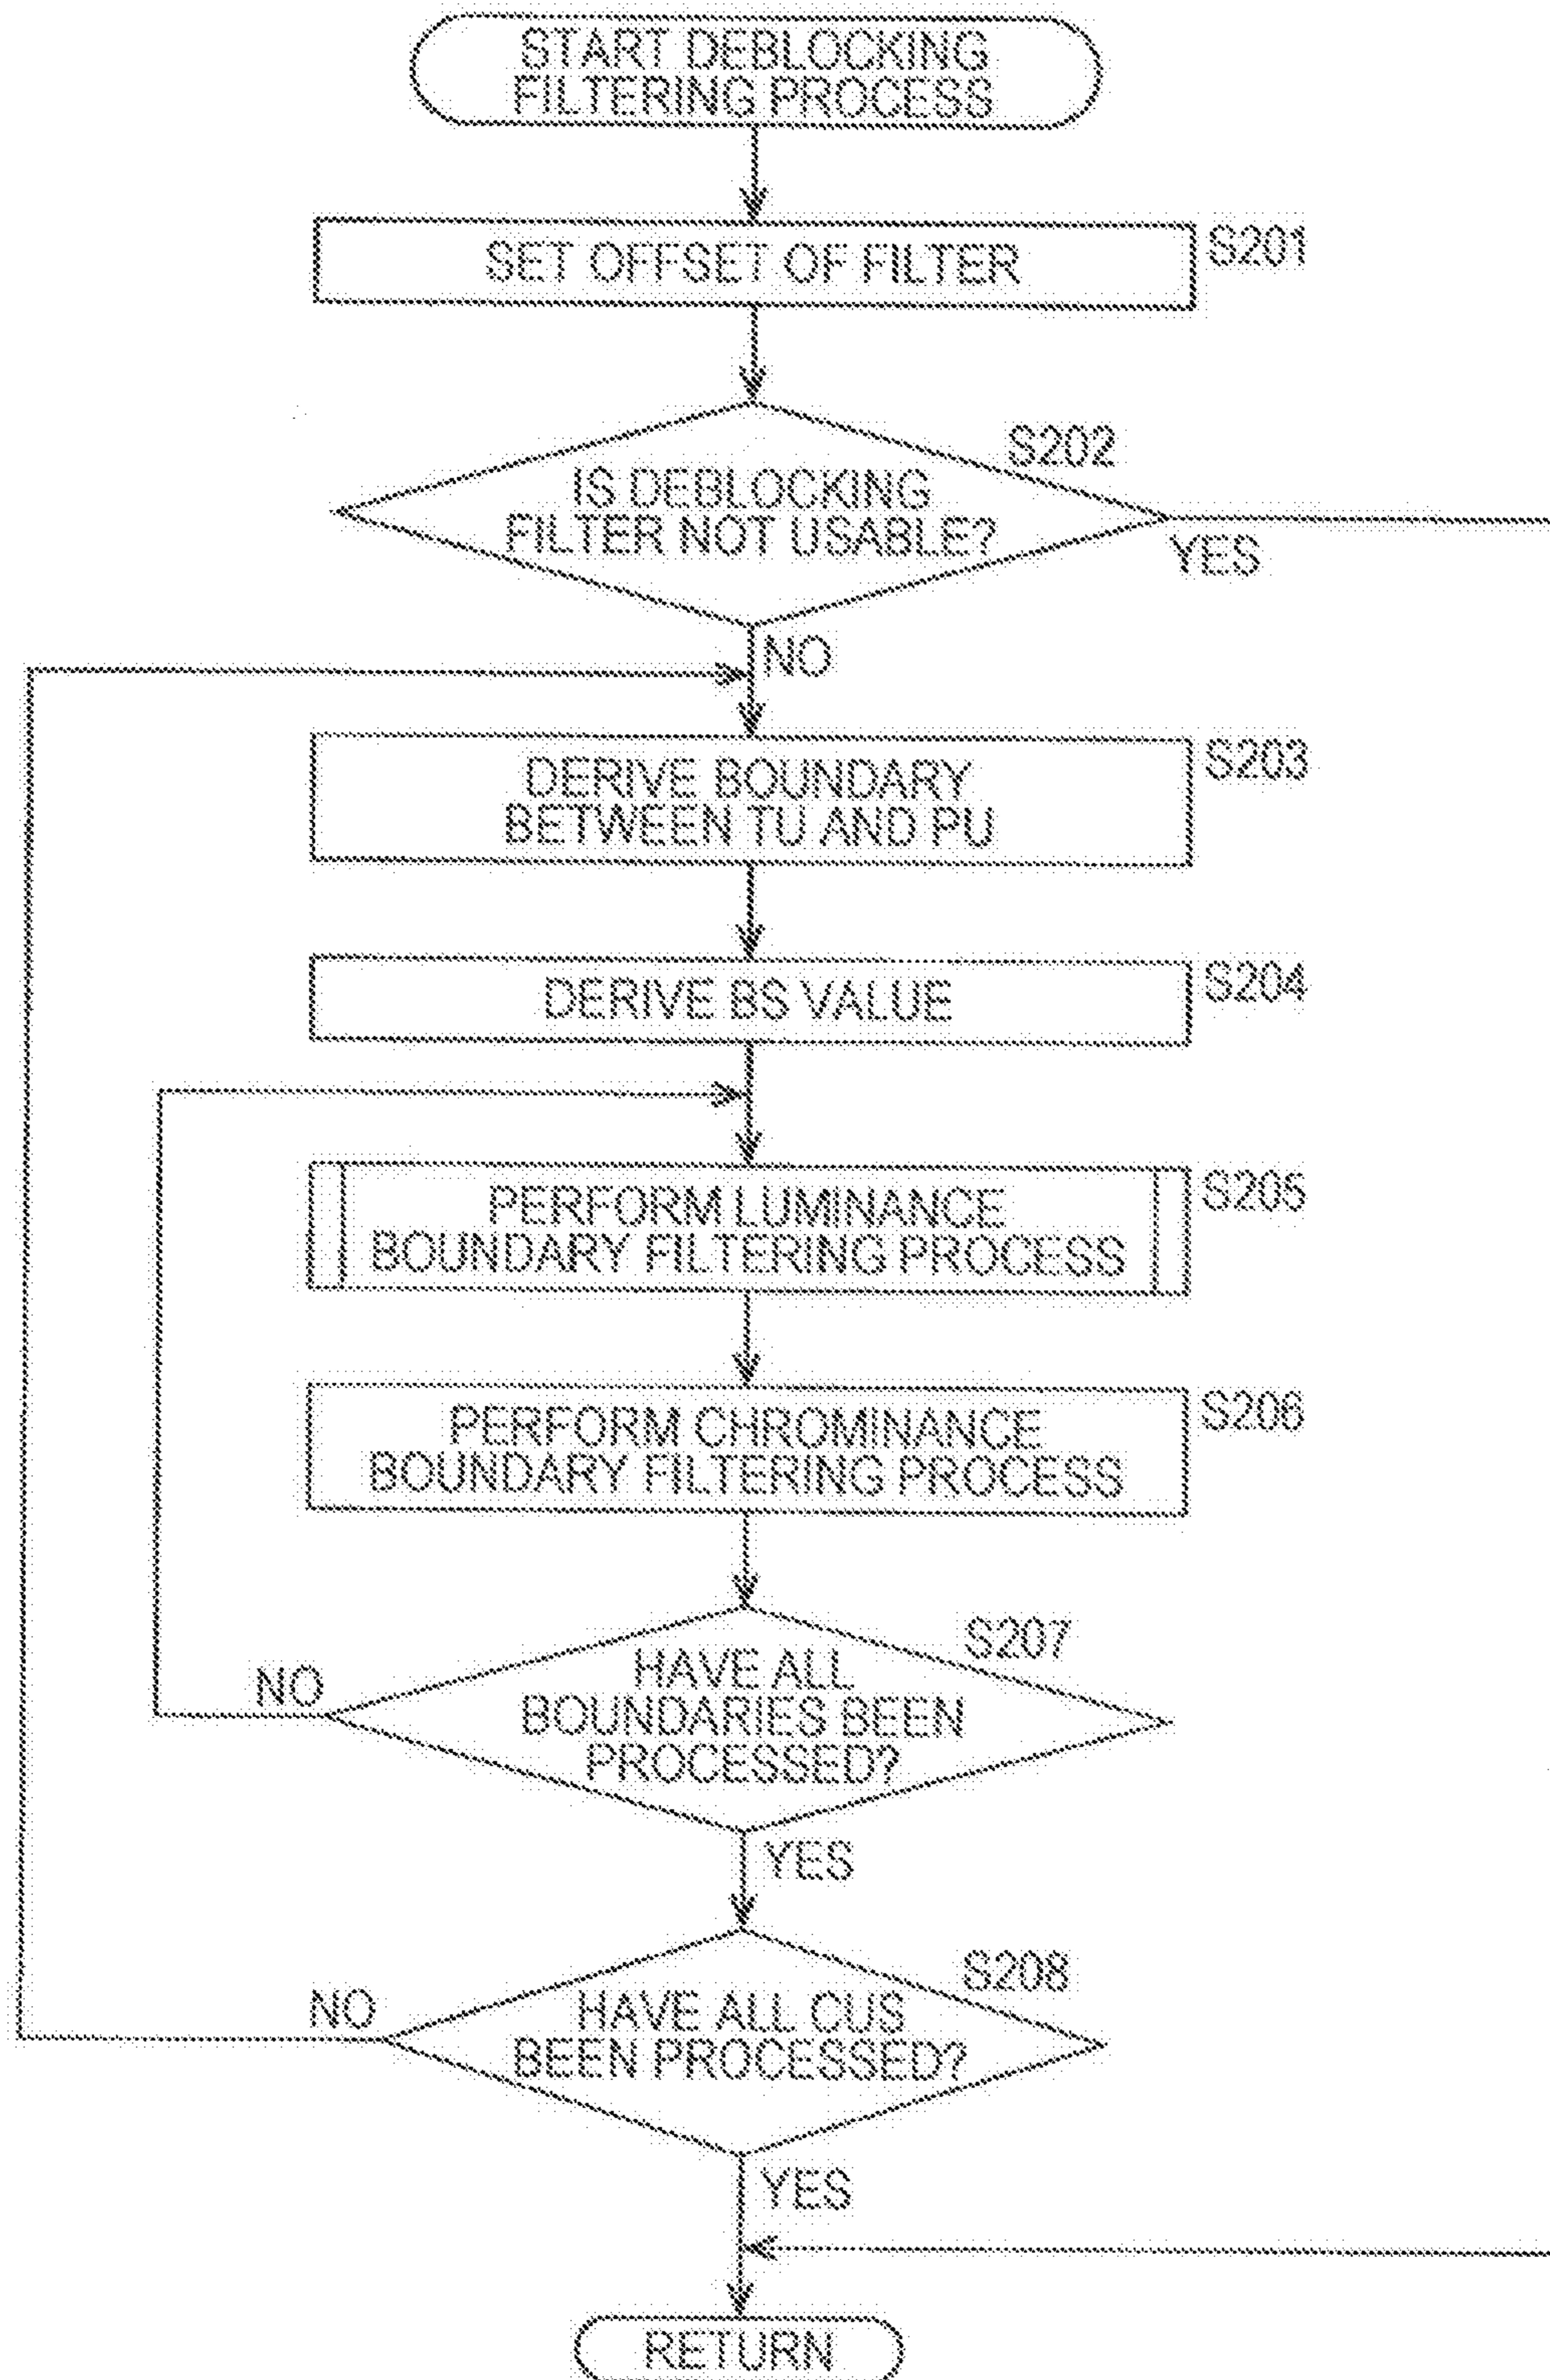 START DEBLOCKING
FILTERING PROCESS
SET OFFSET OF FILTER
S201
S202
IS DEBLOCKING
FILTER NOT USABLE?
YES
NO
DERIVE BOUNDARY
BETWEEN TU AND PU
S203
DERIVE BS VALUE
S204
PERFORM LUMINANCE
BOUNDARY FILTERING PROCESS
S205
PERFORM CHROMINANCE
BOUNDARY FILTERING PROCESS
S206
S207
HAVE ALL
BOUNDARIES BEEN
PROCESSED?
NO
YES
S208
HAVE ALL CUS
BEEN PROCESSED?
NO
YES
RETURN